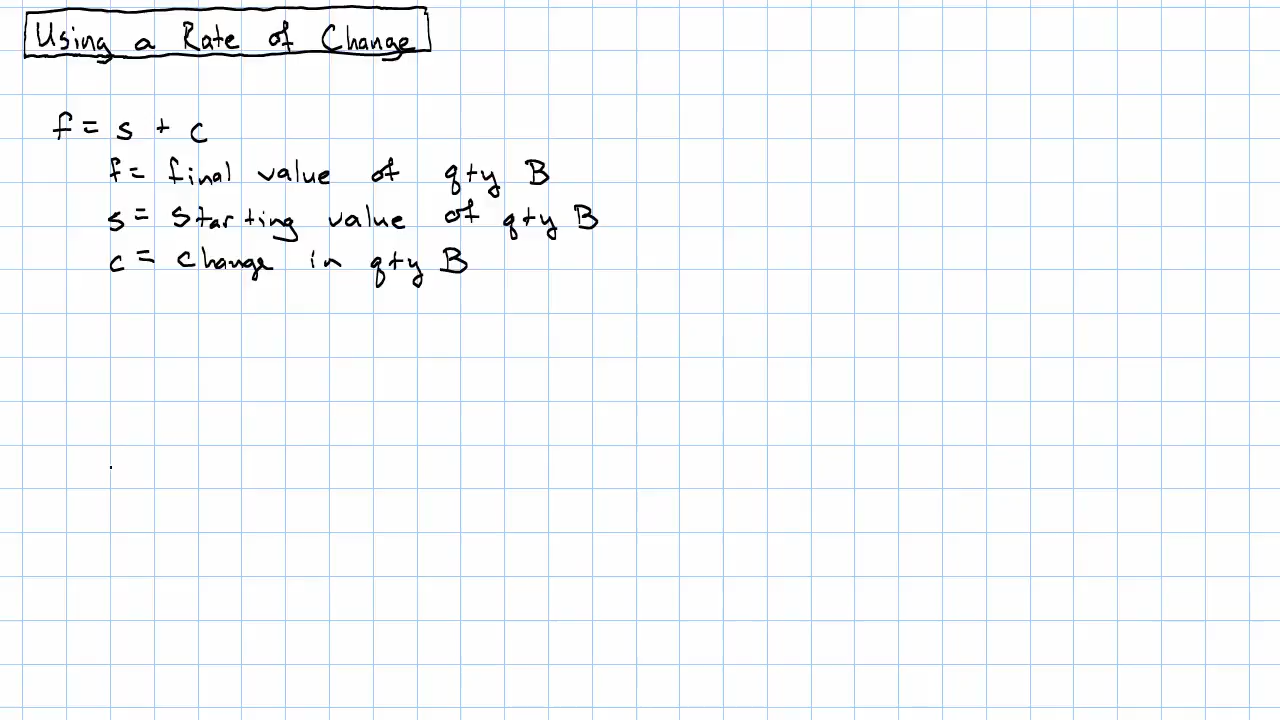 Using a Rate of Change
f = s + c
f = final value of qty B
s = starting value of qty B
c = change in qty B